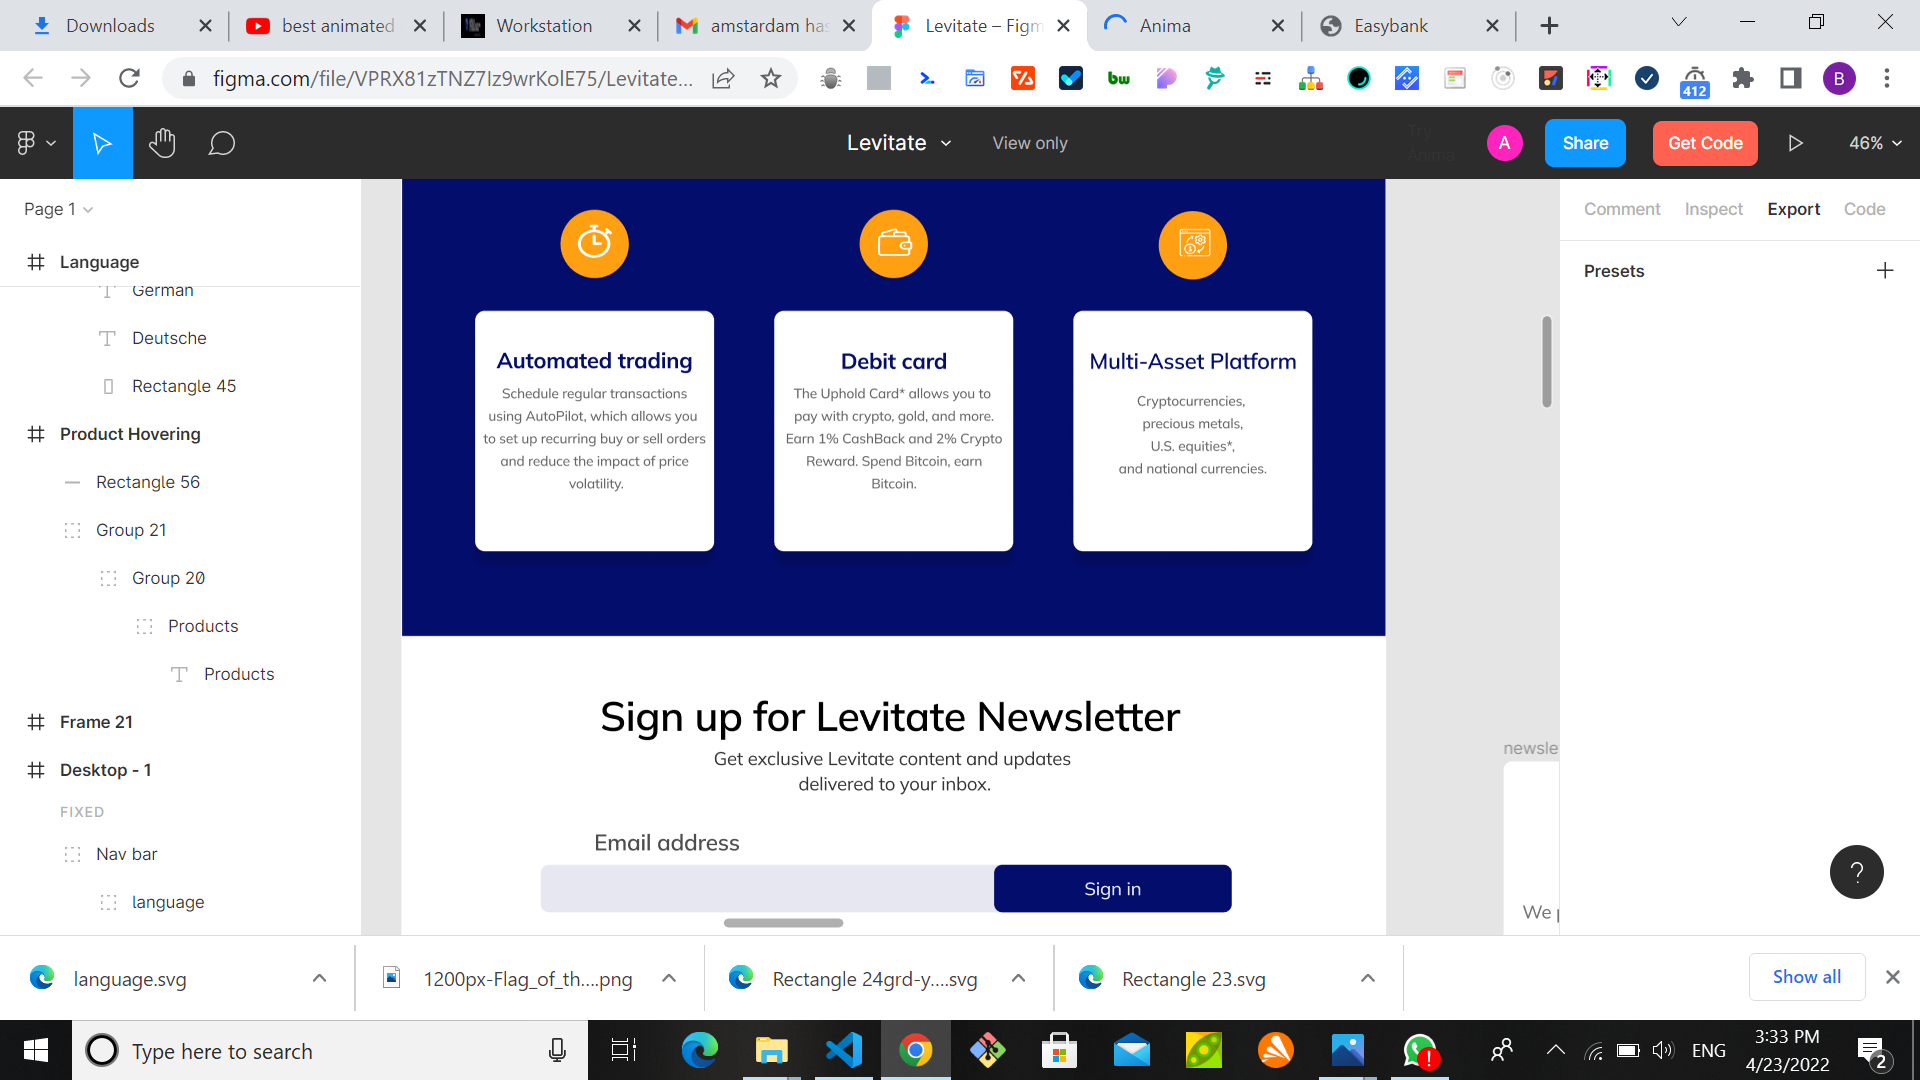 Downloads
best animated
Workstation
amstardam has
Levitate – Figm
Anima
Easybank
figma.com/file/VPRX81zTNZ7Iz9wrKolE75/Levitate...
bw
412
B
Levitate
View only
Try
Anima
A
Share
Get Code
46%
Page 1
Comment
Inspect
Export
Code
Presets
Language
German
Deutsche
Rectangle 45
Product Hovering
Rectangle 56
Group 21
Group 20
Products
Products
Frame 21
Desktop - 1
FIXED
Nav bar
language
Automated trading
Schedule regular transactions
using AutoPilot, which allows you
to set up recurring buy or sell orders
and reduce the impact of price
volatility.
Debit card
The Uphold Card* allows you to
pay with crypto, gold, and more.
Earn 1% CashBack and 2% Crypto
Reward. Spend Bitcoin, earn
Bitcoin.
Multi-Asset Platform
Cryptocurrencies,
precious metals,
U.S. equities*,
and national currencies.
Sign up for Levitate Newsletter
Get exclusive Levitate content and updates
delivered to your inbox.
Email address
Sign in
newsle
We p
?
language.svg
1200px-Flag_of_th....png
Rectangle 24grd-y....svg
Rectangle 23.svg
Show all
Type here to search
ENG
3:33 PM
4/23/2022
2